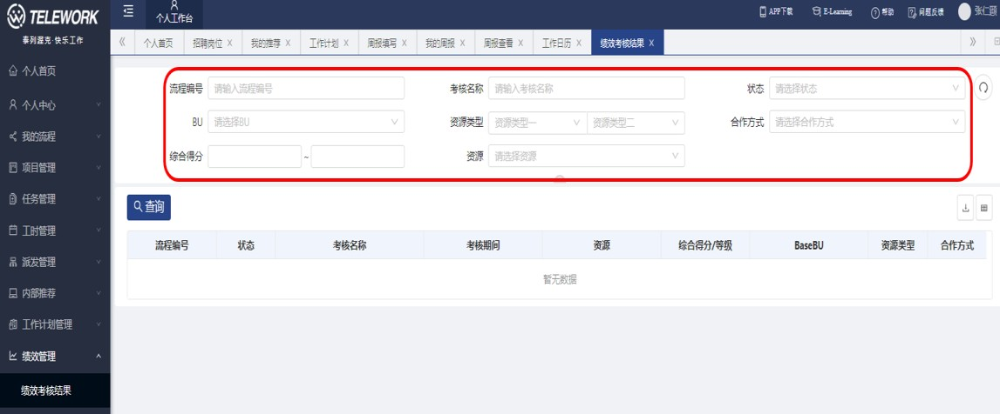 TELEWORK
泰列渥克·快乐工作
个人工作台
APP下载
E-Learning
帮助
问题反馈
张仁颢
个人首页
招聘岗位 X
我的推荐 X
工作计划 X
周报填写 X
我的周报 X
周报查看 X
工作日历 X
绩效考核结果 X
个人首页
个人中心
我的流程
项目管理
任务管理
工时管理
派发管理
内部推荐
工作计划管理
绩效管理
绩效考核结果
流程编号 请输入流程编号
考核名称 请输入考核名称
状态 请选择状态
BU 请选择BU
资源类型 资源类型一 资源类型二
合作方式 请选择合作方式
综合得分 ~
资源 请选择资源
查询
流程编号 状态 考核名称 考核期间 资源 综合得分/等级 BaseBU 资源类型 合作方式
暂无数据